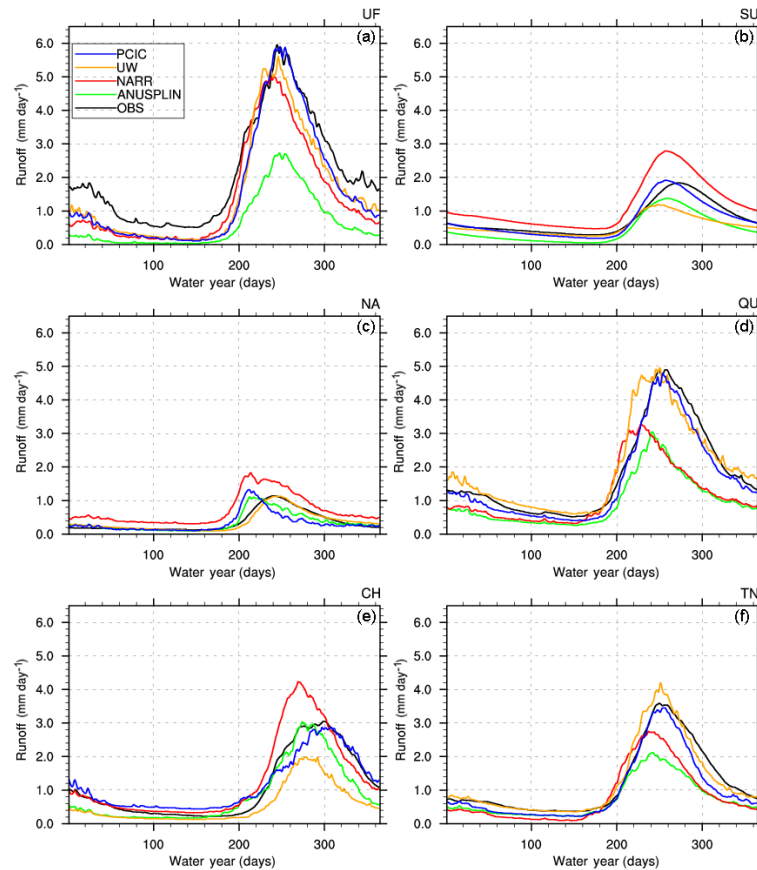 UF
(a)
6.0
5.0
4.0
3.0
2.0
1.0
0.0
PCIC
UW
NARR
ANUSPLIN
OBS
Runoff (mm day⁻¹)
100 200 300
Water year (days)
SU
(b)
6.0
5.0
4.0
3.0
2.0
1.0
0.0
Runoff (mm day⁻¹)
100 200 300
Water year (days)
NA
(c)
6.0
5.0
4.0
3.0
2.0
1.0
0.0
Runoff (mm day⁻¹)
100 200 300
Water year (days)
QU
(d)
6.0
5.0
4.0
3.0
2.0
1.0
0.0
Runoff (mm day⁻¹)
100 200 300
Water year (days)
CH
(e)
6.0
5.0
4.0
3.0
2.0
1.0
0.0
Runoff (mm day⁻¹)
100 200 300
Water year (days)
TN
(f)
6.0
5.0
4.0
3.0
2.0
1.0
0.0
Runoff (mm day⁻¹)
100 200 300
Water year (days)